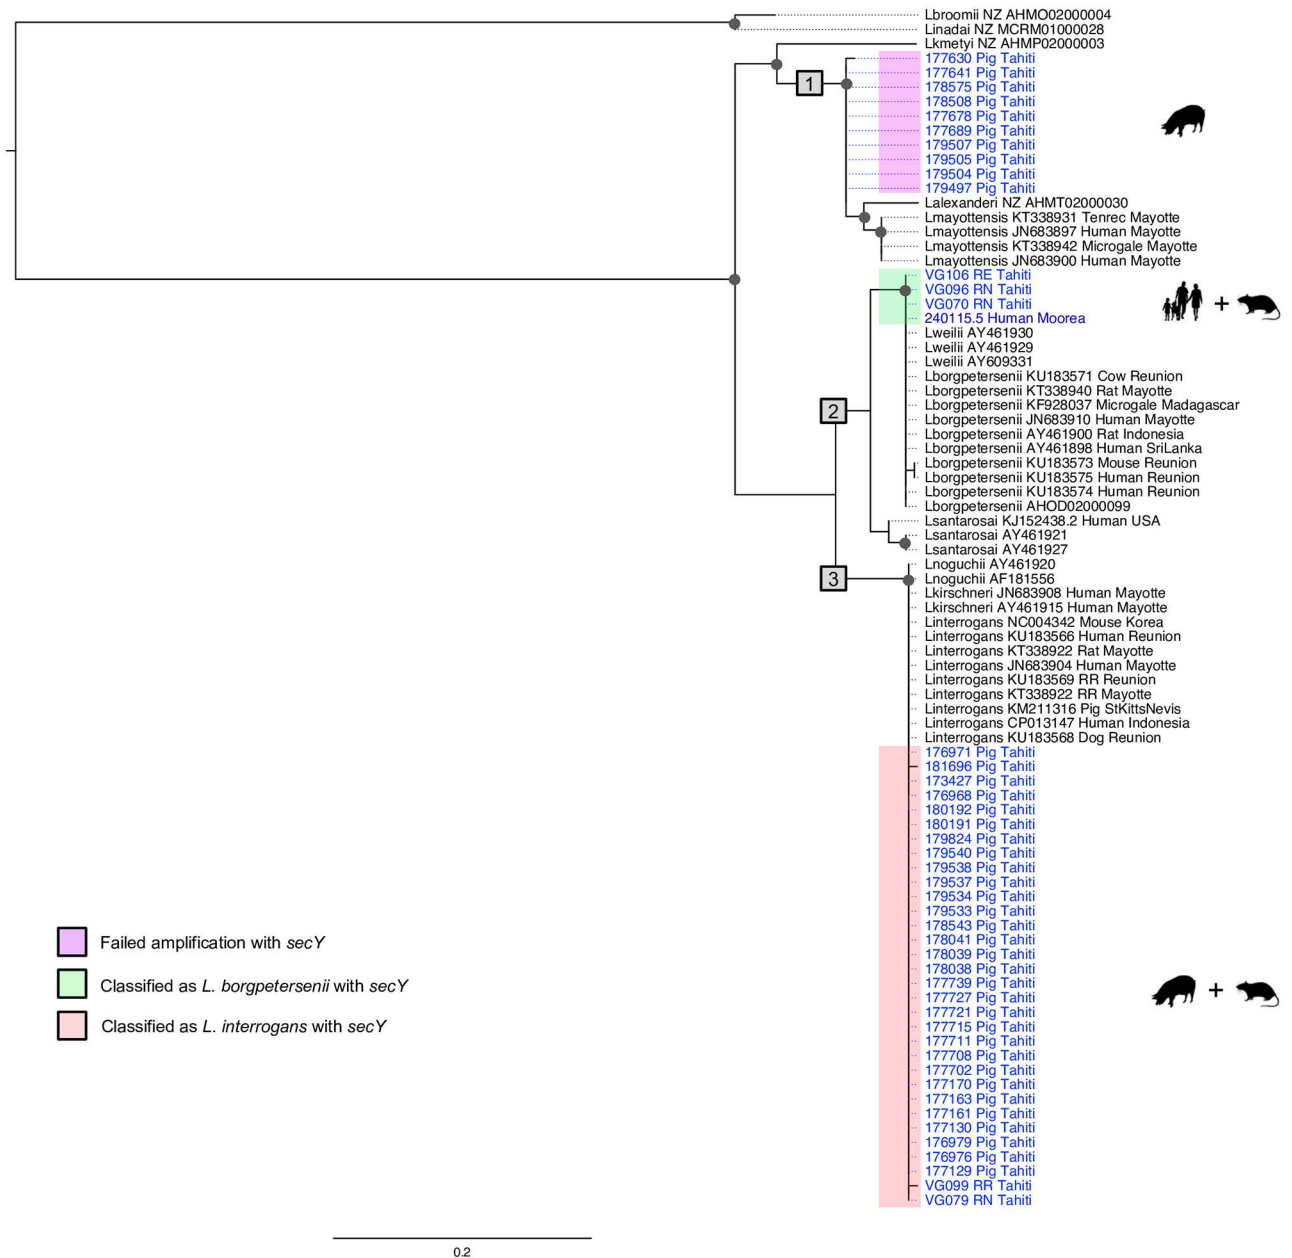 Lbroomii NZ AHMO02000004
Linadai NZ MCRM01000028
Lkmetyi NZ AHMP02000003
177630 Pig Tahiti
177641 Pig Tahiti
1
178575 Pig Tahiti
178508 Pig Tahiti
177678 Pig Tahiti
177689 Pig Tahiti
179507 Pig Tahiti
179505 Pig Tahiti
179504 Pig Tahiti
179497 Pig Tahiti
Lalexanderi NZ AHMT02000030
Lmayottensis KT338931 Tenrec Mayotte
Lmayottensis JN683897 Human Mayotte
Lmayottensis KT338942 Microgale Mayotte
Lmayottensis JN683900 Human Mayotte
VG106 RE Tahiti
VG096 RN Tahiti
VG070 RN Tahiti
+
240115.5 Human Moorea
Lweilii AY461930
Lweilii AY461929
Lweilii AY609331
Lborgpetersenii KU183571 Cow Reunion
Lborgpetersenii KT338940 Rat Mayotte
Lborgpetersenii KF928037 Microgale Madagascar
2
Lborgpetersenii JN683910 Human Mayotte
Lborgpetersenii AY461900 Rat Indonesia
Lborgpetersenii AY461898 Human SriLanka
Lborgpetersenii KU183573 Mouse Reunion
Lborgpetersenii KU183575 Human Reunion
Lborgpetersenii KU183574 Human Reunion
Lborgpetersenii AHOD02000099
Lsantarosai KJ152438.2 Human USA
Lsantarosai AY461921
Lsantarosai AY461927
Lnoguchii AY461920
3
Lnoguchii AF181556
Lkirschneri JN683908 Human Mayotte
Lkirschneri AY461915 Human Mayotte
Linterrogans NC004342 Mouse Korea
Linterrogans KU183566 Human Reunion
Linterrogans KT338922 Rat Mayotte
Linterrogans JN683904 Human Mayotte
Linterrogans KU183569 RR Reunion
Linterrogans KT338922 RR Mayotte
Linterrogans KM211316 Pig StKittsNevis
Linterrogans CP013147 Human Indonesia
Linterrogans KU183568 Dog Reunion
176971 Pig Tahiti
181696 Pig Tahiti
173427 Pig Tahiti
176968 Pig Tahiti
180192 Pig Tahiti
180191 Pig Tahiti
179824 Pig Tahiti
179540 Pig Tahiti
179538 Pig Tahiti
179537 Pig Tahiti
179534 Pig Tahiti
179533 Pig Tahiti
178543 Pig Tahiti
178041 Pig Tahiti
178039 Pig Tahiti
178038 Pig Tahiti
177739 Pig Tahiti
+
177727 Pig Tahiti
177721 Pig Tahiti
177715 Pig Tahiti
177711 Pig Tahiti
177708 Pig Tahiti
177702 Pig Tahiti
177170 Pig Tahiti
177163 Pig Tahiti
177161 Pig Tahiti
177130 Pig Tahiti
176979 Pig Tahiti
176976 Pig Tahiti
177129 Pig Tahiti
VG099 RR Tahiti
VG079 RN Tahiti
Failed amplification with secY
Classified as L. borgpetersenii with secY
Classified as L. interrogans with secY
0.2